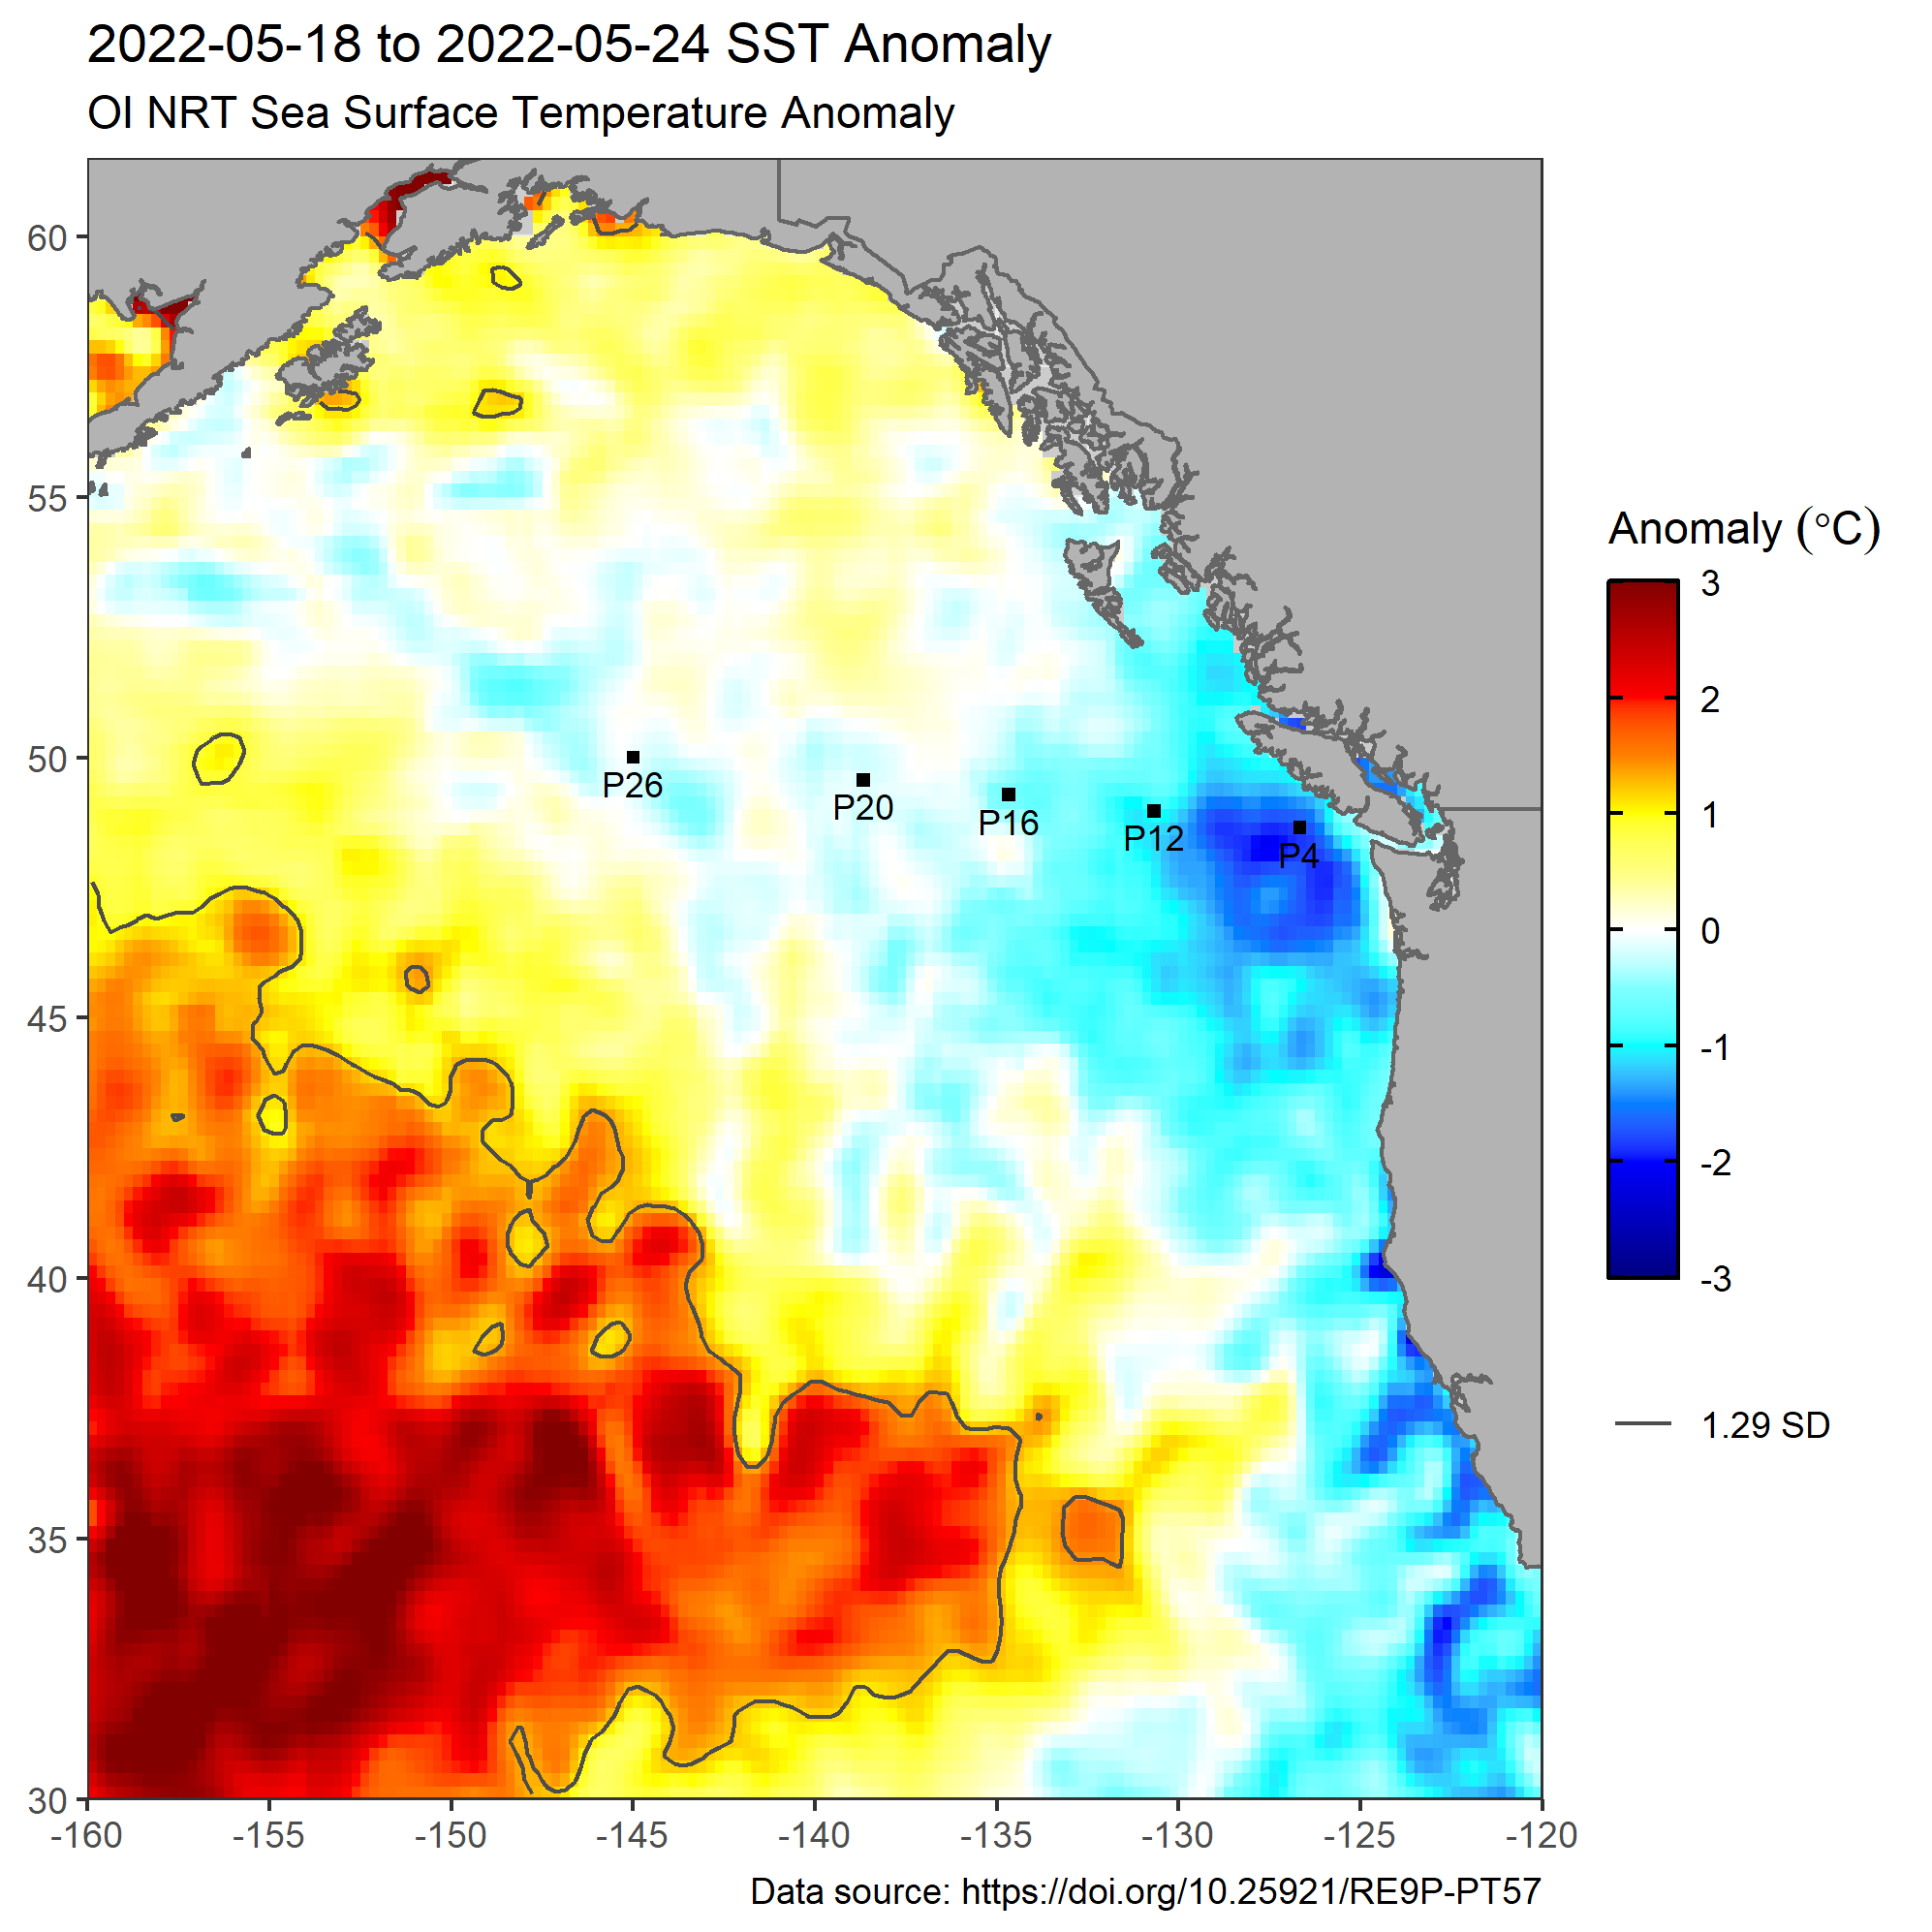 2022-05-18 to 2022-05-24 SST Anomaly
OI NRT Sea Surface Temperature Anomaly
60
55
50
45
40
35
30
-160
-155
-150
-145
-140
-135
-130
-125
-120
P26
P20
P16
P12
P4
Anomaly (°C)
3
2
1
0
-1
-2
-3
1.29 SD
Data source: https://doi.org/10.25921/RE9P-PT57